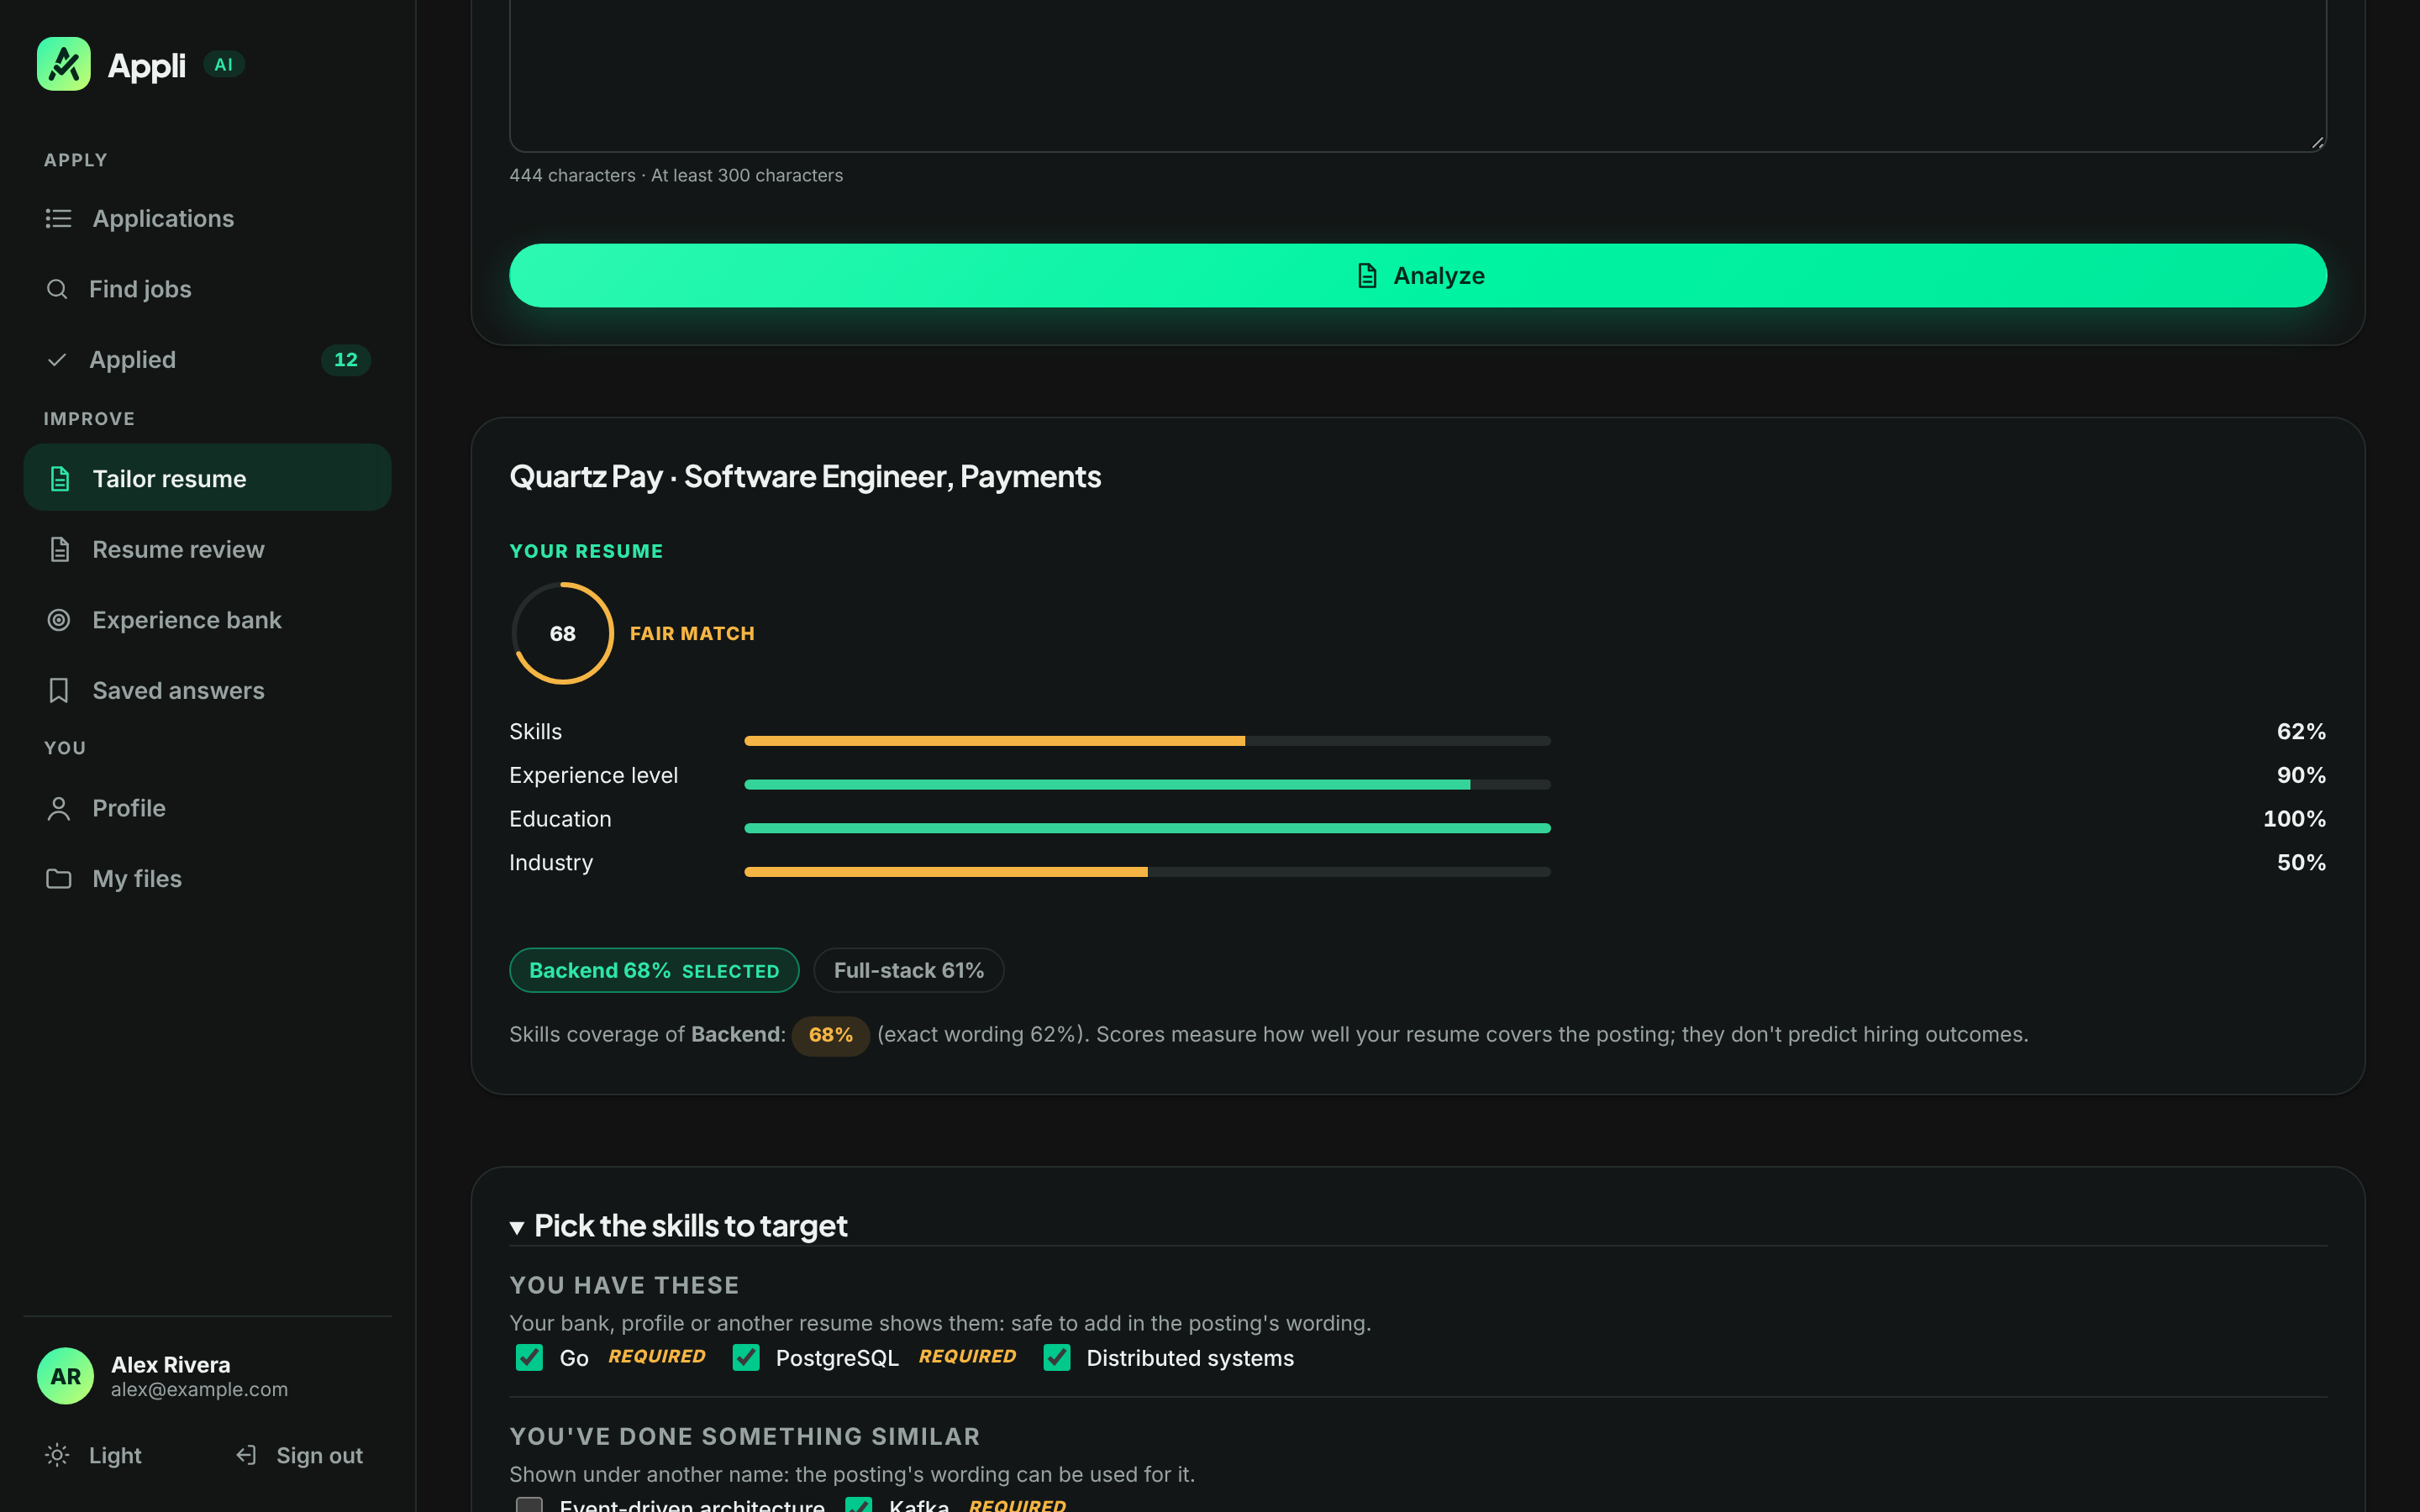 Appli AI
APPLY
Applications
Find jobs
Applied 12
IMPROVE
Tailor resume
Resume review
Experience bank
Saved answers
YOU
Profile
My files
AR
Alex Rivera
alex@example.com
Light
Sign out
444 characters · At least 300 characters
Analyze
Quartz Pay · Software Engineer, Payments
YOUR RESUME
68 FAIR MATCH
Skills 62%
Experience level 90%
Education 100%
Industry 50%
Backend 68% SELECTED Full-stack 61%
Skills coverage of Backend: 68% (exact wording 62%). Scores measure how well your resume covers the posting; they don't predict hiring outcomes.
Pick the skills to target
YOU HAVE THESE
Your bank, profile or another resume shows them: safe to add in the posting's wording.
Go REQUIRED PostgreSQL REQUIRED Distributed systems
YOU'VE DONE SOMETHING SIMILAR
Shown under another name: the posting's wording can be used for it.
Event-driven architecture Kafka REQUIRED